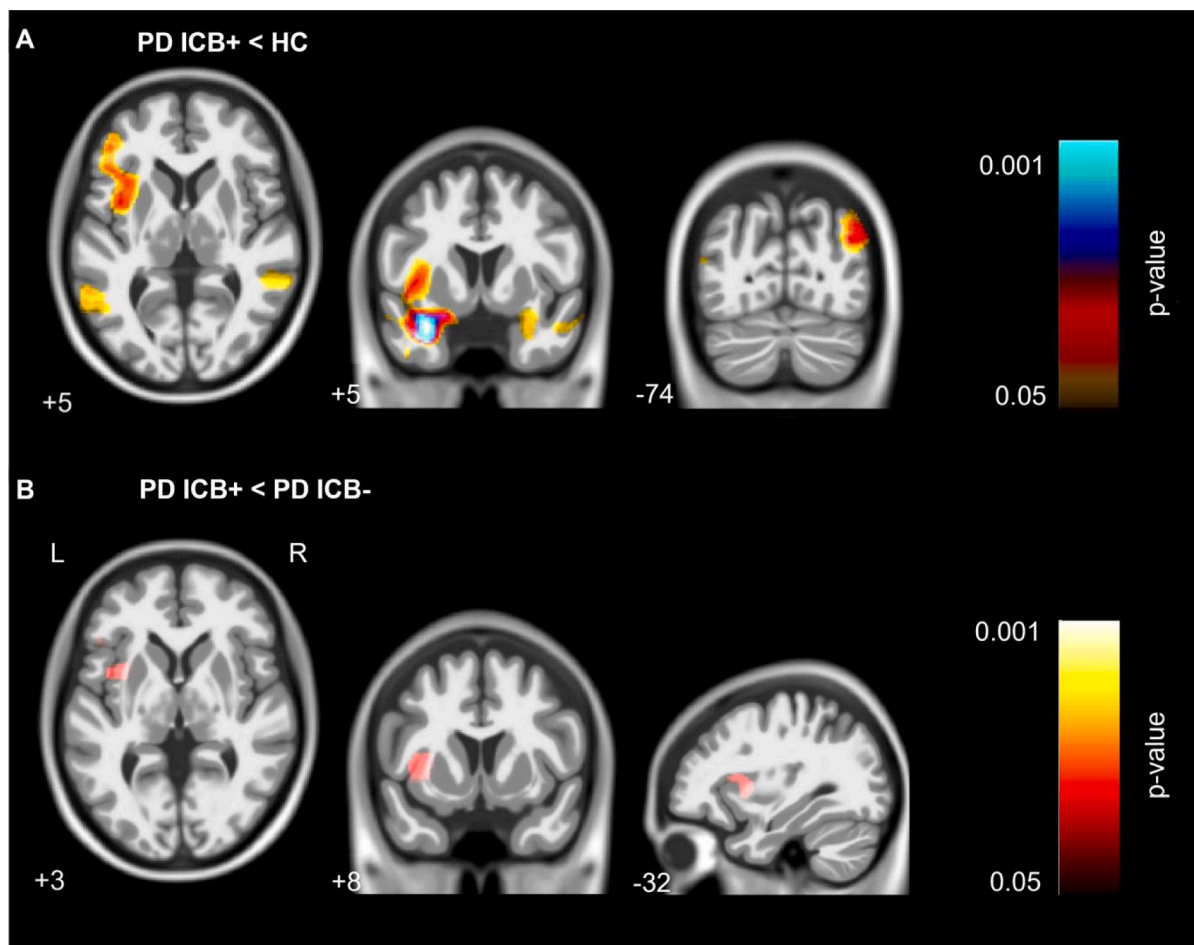 A
PD ICB+ < HC
0.001
p-value
0.05
+5
+5
-74
B
PD ICB+ < PD ICB-
L
R
0.001
p-value
0.05
+3
+8
-32